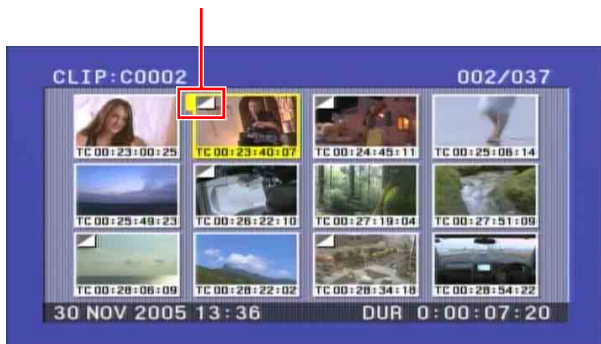 CLIP:C0002 002/037
TC 00:23:00:25 TC 00:23:40:07 TC 00:24:45:11 TC 00:25:06:14
TC 00:25:49:23 TC 00:26:22:10 TC 00:27:19:04 TC 00:27:51:09
TC 00:28:06:09 TC 00:28:22:02 TC 00:28:34:18 TC 00:28:54:22
30 NOV 2005 13:36 DUR 0:00:07:20